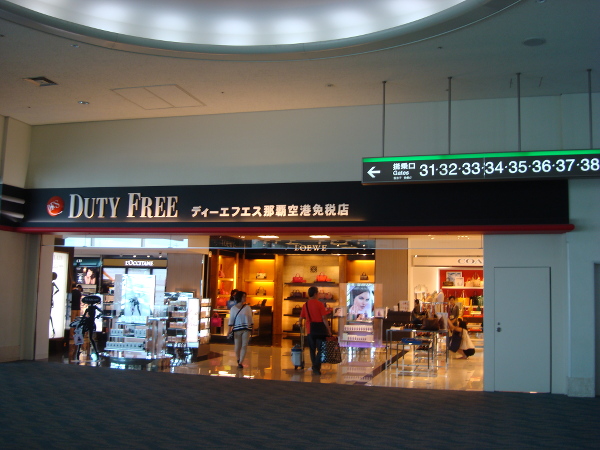 搭乗口
Gates
31·32·33·34·35·36·37·38
DUTY FREE ディーエフエス那覇空港免税店
LOEWE
L'OCCITANE